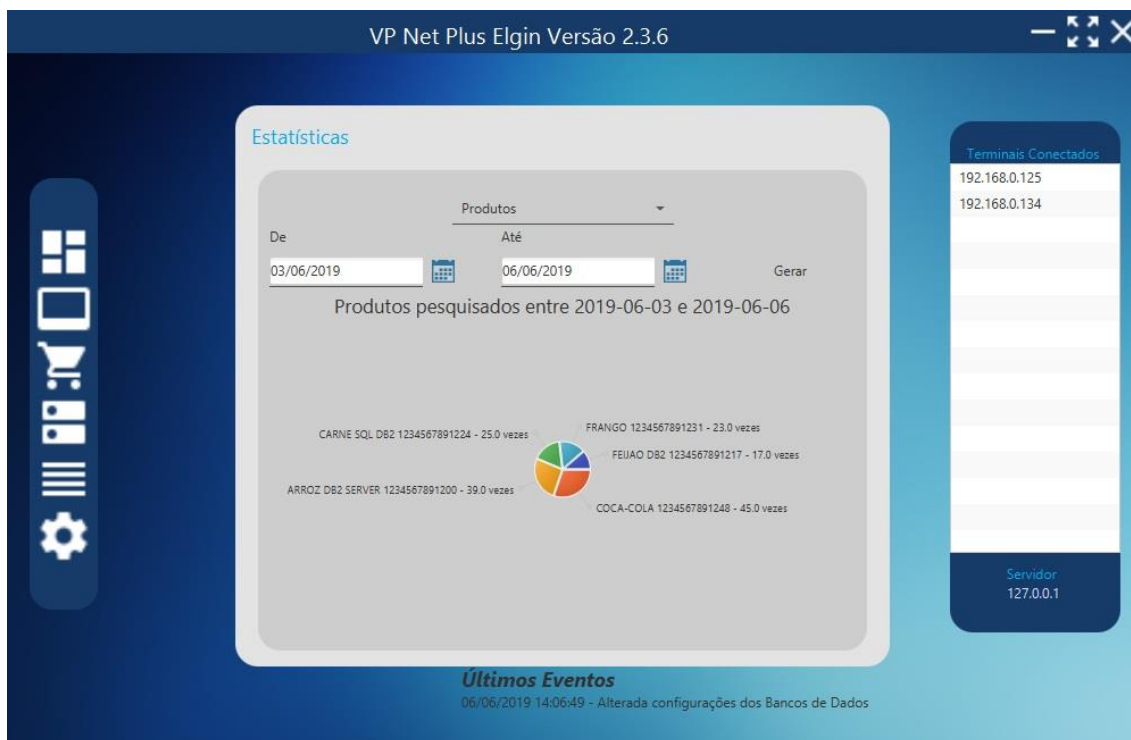 VP Net Plus Elgin Versão 2.3.6
Estatísticas
Produtos
De
Até
03/06/2019
06/06/2019
Gerar
Produtos pesquisados entre 2019-06-03 e 2019-06-06
CARNE SQL DB2 1234567891224 - 25.0 vezes
FRANGO 1234567891231 - 23.0 vezes
FEIJAO DB2 1234567891217 - 17.0 vezes
ARROZ DB2 SERVER 1234567891200 - 39.0 vezes
COCA-COLA 1234567891248 - 45.0 vezes
Terminais Conectados
192.168.0.125
192.168.0.134
Servidor
127.0.0.1
Últimos Eventos
06/06/2019 14:06:49 - Alterada configurações dos Bancos de Dados